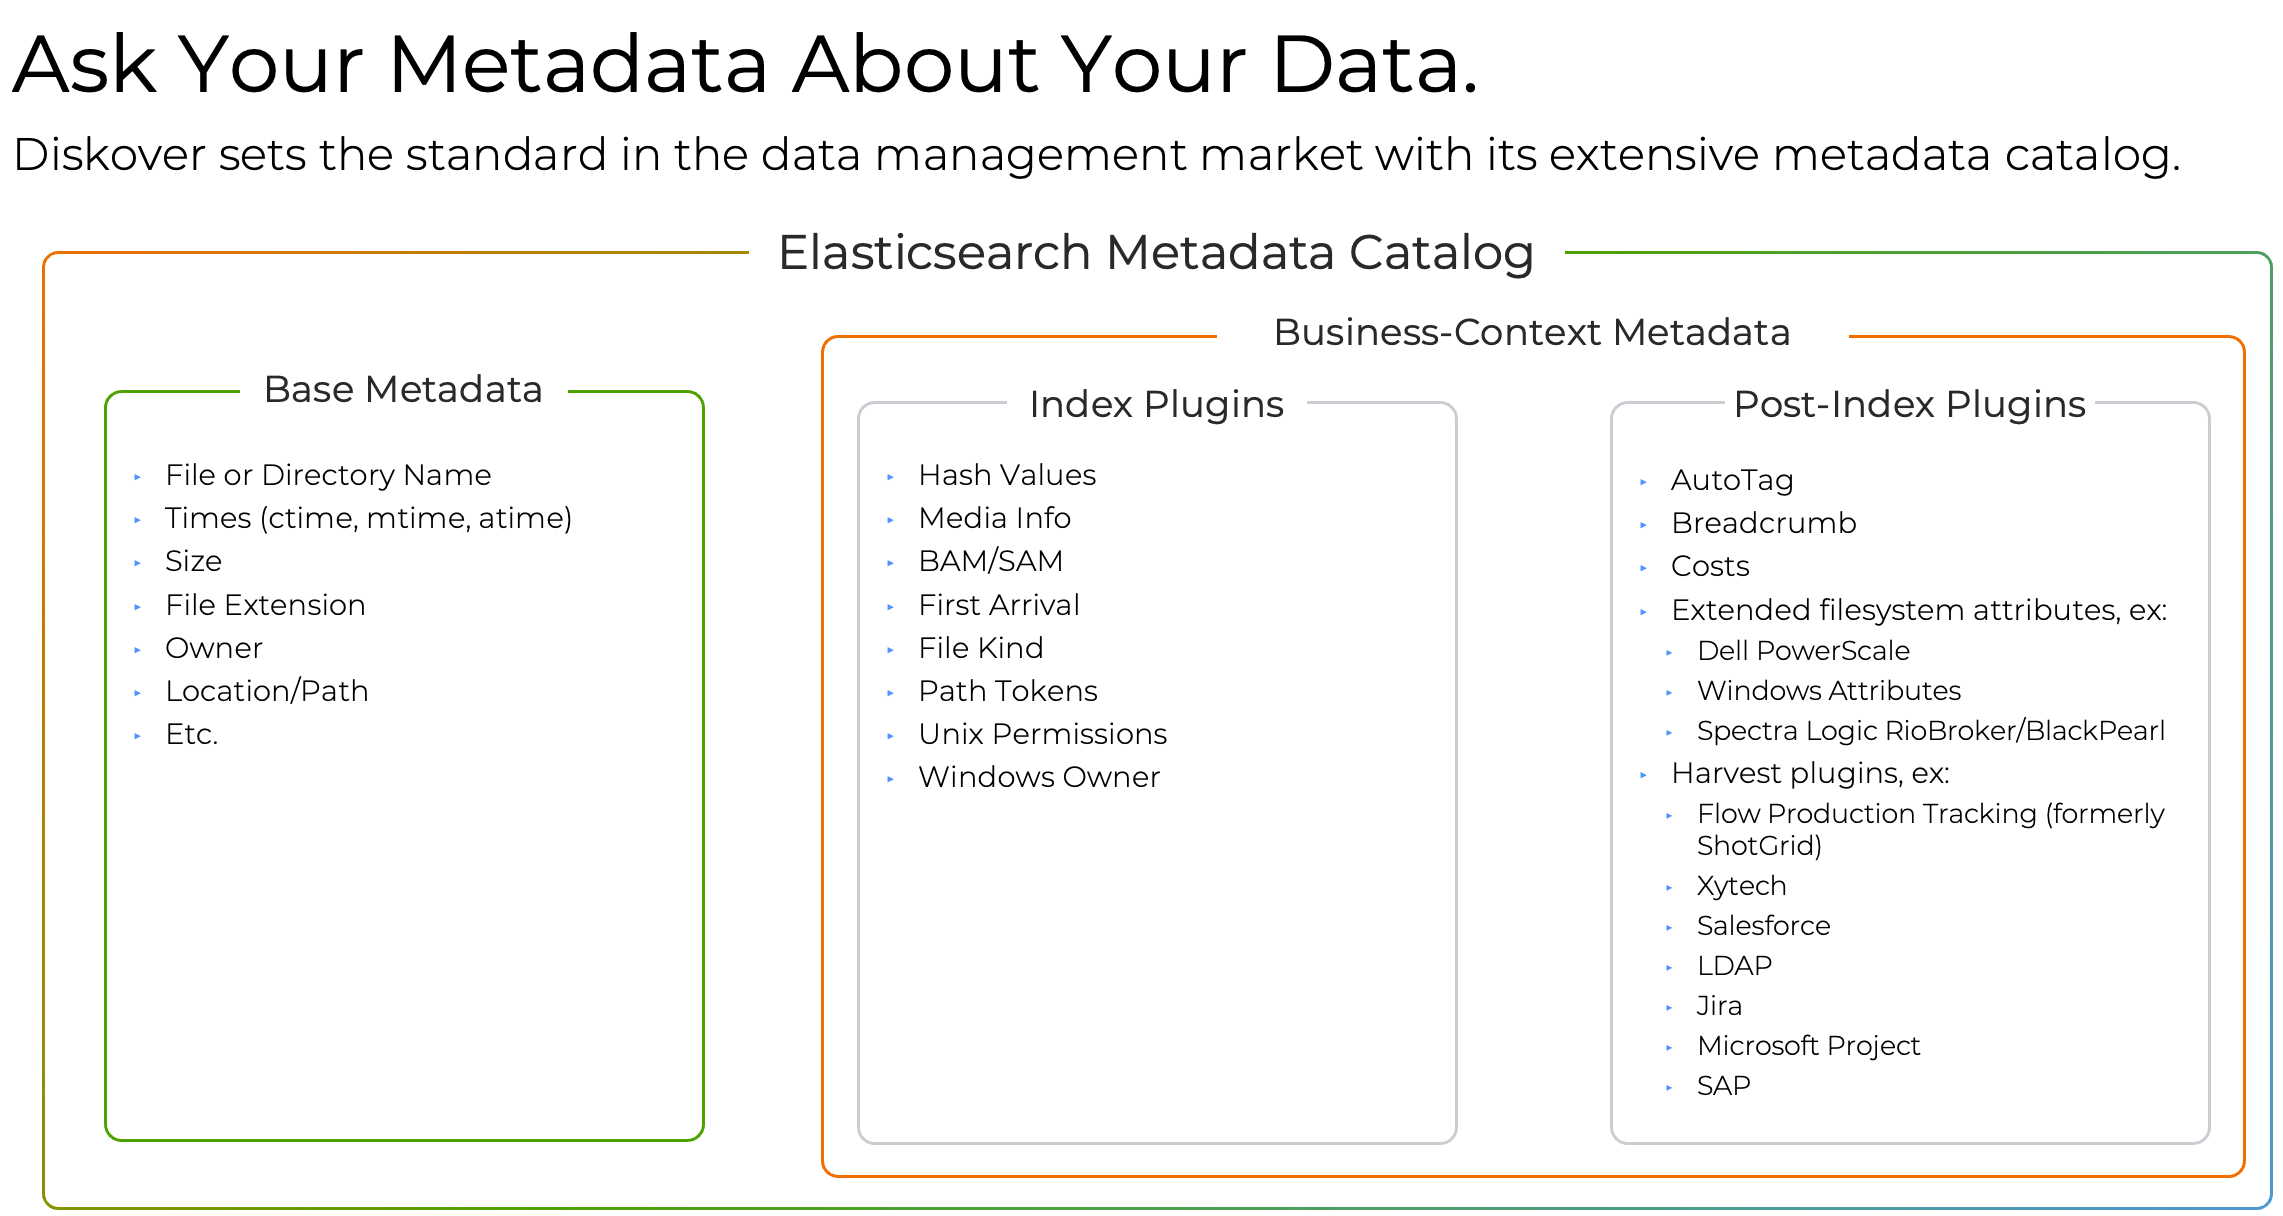 Ask Your Metadata About Your Data.
Diskover sets the standard in the data management market with its extensive metadata catalog.
Elasticsearch Metadata Catalog
Base Metadata
File or Directory Name
Times (ctime, mtime, atime)
Size
File Extension
Owner
Location/Path
Etc.
Business-Context Metadata
Index Plugins
Hash Values
Media Info
BAM/SAM
First Arrival
File Kind
Path Tokens
Unix Permissions
Windows Owner
Post-Index Plugins
AutoTag
Breadcrumb
Costs
Extended filesystem attributes, ex:
Dell PowerScale
Windows Attributes
Spectra Logic RioBroker/BlackPearl
Harvest plugins, ex:
Flow Production Tracking (formerly
ShotGrid)
Xytech
Salesforce
LDAP
Jira
Microsoft Project
SAP